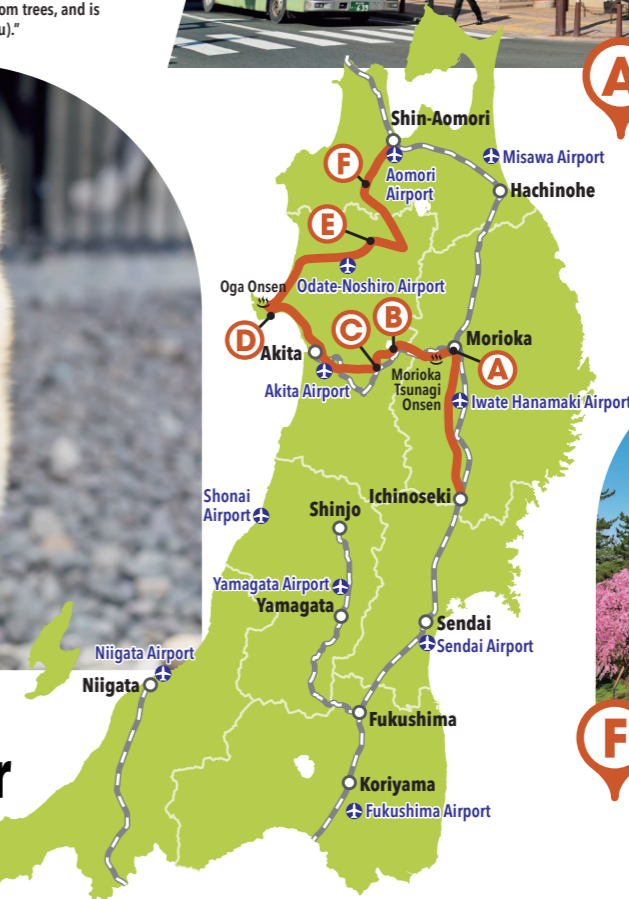 om trees, and is
u)."
A
Shin-Aomori
Misawa Airport
F
Aomori
Airport
Hachinohe
E
Oga Onsen
Odate-Noshiro Airport
D
C
B
Morioka
Akita
A
Morioka
Tsunagi
Onsen
Akita Airport
Iwate Hanamaki Airport
Ichinoseki
Shonai
Airport
Shinjo
Yamagata Airport
Yamagata
Sendai
Sendai Airport
Niigata Airport
Niigata
Fukushima
F
r
Koriyama
Fukushima Airport